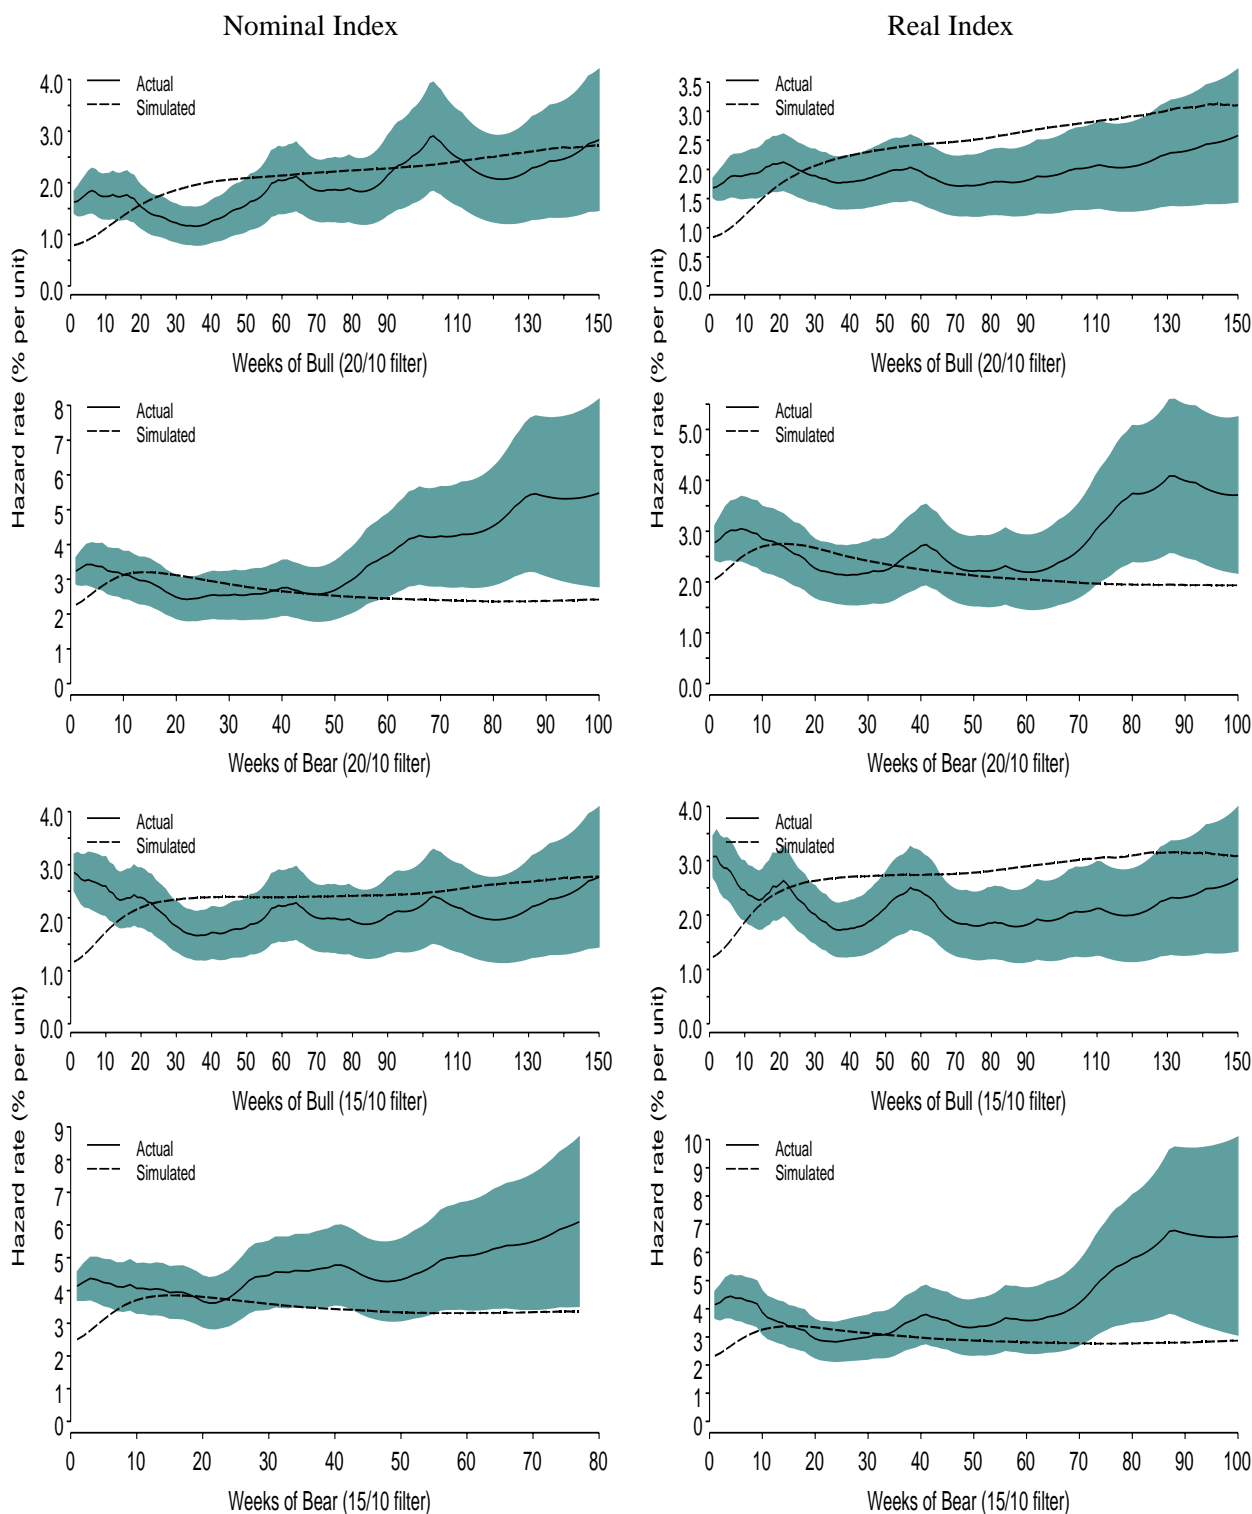 Nominal Index
Real Index
Hazard rate (% per unit)
4.0
3.0
2.0
1.0
0.0
Actual
Simulated
0 10 20 30 40 50 60 70 80 90 110 130 150
Weeks of Bull (20/10 filter)
Hazard rate (% per unit)
3.5
3.0
2.5
2.0
1.5
1.0
0.5
0.0
Actual
Simulated
0 10 20 30 40 50 60 70 80 90 110 130 150
Weeks of Bull (20/10 filter)
8
7
6
5
4
3
2
1
0
Actual
Simulated
0 10 20 30 40 50 60 70 80 90 100
Weeks of Bear (20/10 filter)
5.0
4.0
3.0
2.0
1.0
0.0
Actual
Simulated
0 10 20 30 40 50 60 70 80 90 100
Weeks of Bear (20/10 filter)
Hazard rate (% per unit)
4.0
3.0
2.0
1.0
0.0
Actual
Simulated
0 10 20 30 40 50 60 70 80 90 110 130 150
Weeks of Bull (15/10 filter)
Hazard rate (% per unit)
4.0
3.0
2.0
1.0
0.0
Actual
Simulated
0 10 20 30 40 50 60 70 80 90 110 130 150
Weeks of Bull (15/10 filter)
9
8
7
6
5
4
3
2
1
0
Actual
Simulated
0 10 20 30 40 50 60 70 80
Weeks of Bear (15/10 filter)
10
9
8
7
6
5
4
3
2
1
0
Actual
Simulated
0 10 20 30 40 50 60 70 80 90 100
Weeks of Bear (15/10 filter)